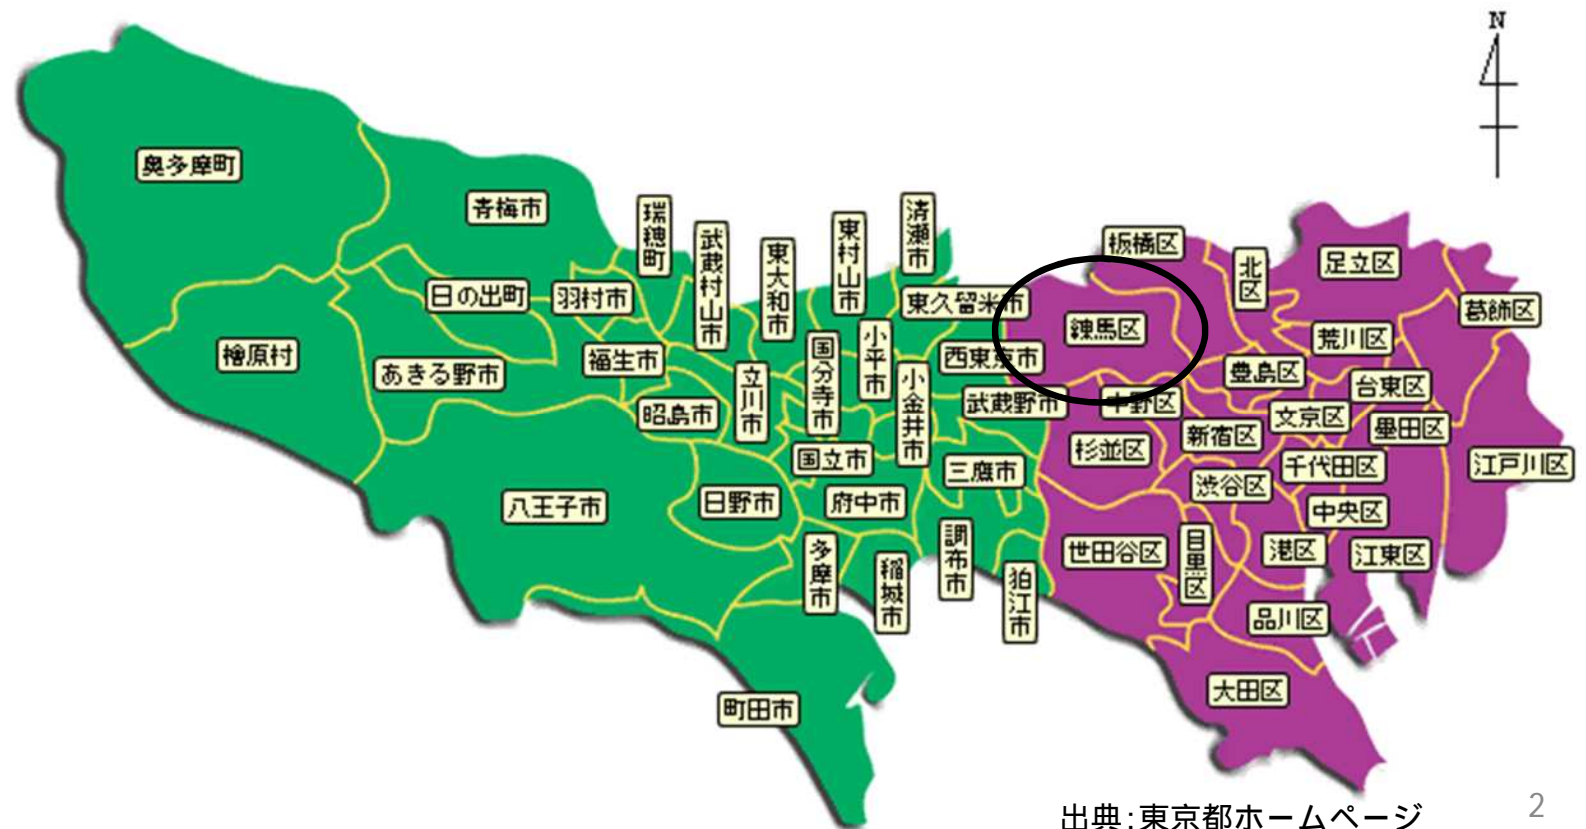 N
奥多摩町
青梅市
瑞穂町
武蔵村山市
東大和市
東村山市
清瀬市
板橋区
北区
足立区
葛飾区
日の出町
羽村市
東久留米市
練馬区
荒川区
檜原村
あきる野市
福生市
立川市
国分寺市
小平市
小金井市
西東京市
豊島区
台東区
昭島市
武蔵野市
中野区
文京区
墨田区
国立市
三鷹市
杉並区
新宿区
千代田区
江戸川区
八王子市
日野市
府中市
渋谷区
中央区
多摩市
稲城市
調布市
狛江市
世田谷区
目黒区
港区
江東区
品川区
町田市
大田区
出典:東京都ホームページ
2